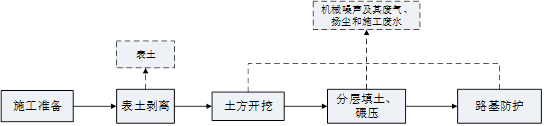 机械噪声及其废气、
扬尘和施工废水
表土
施工准备
表土剥离
土方开挖
分层填土、
碾压
路基防护